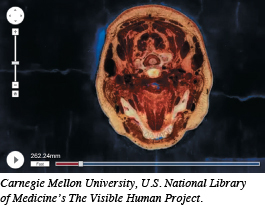 262.24mm
Carnegie Mellon University, U.S. National Library
of Medicine's The Visible Human Project.